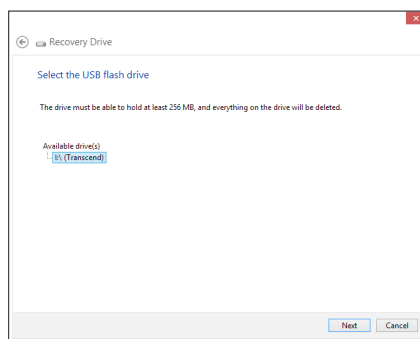 Recovery Drive
Select the USB flash drive
The drive must be able to hold at least 256 MB, and everything on the drive will be deleted.
Available drive(s)
I:\ (Transcend)
Next Cancel